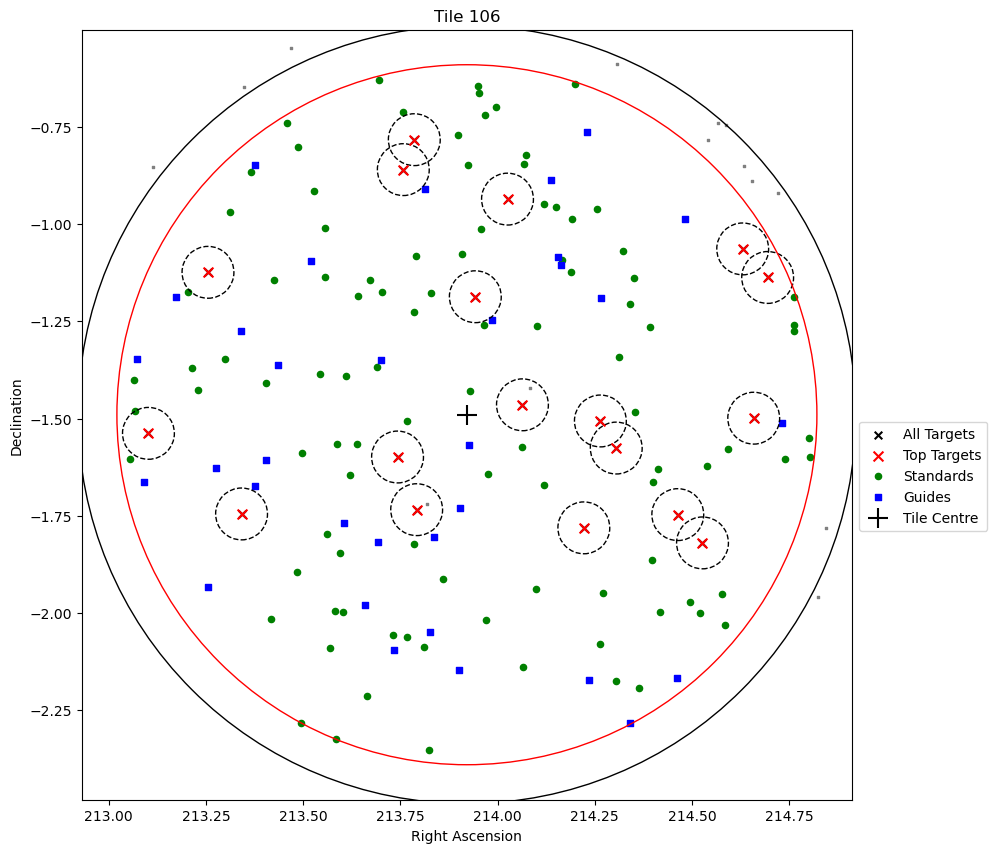 Tile 106
−0.75
−1.00
−1.25
−1.50
−1.75
−2.00
−2.25
Declination
213.00 213.25 213.50 213.75 214.00 214.25 214.50 214.75
Right Ascension
All Targets
Top Targets
Standards
Guides
Tile Centre